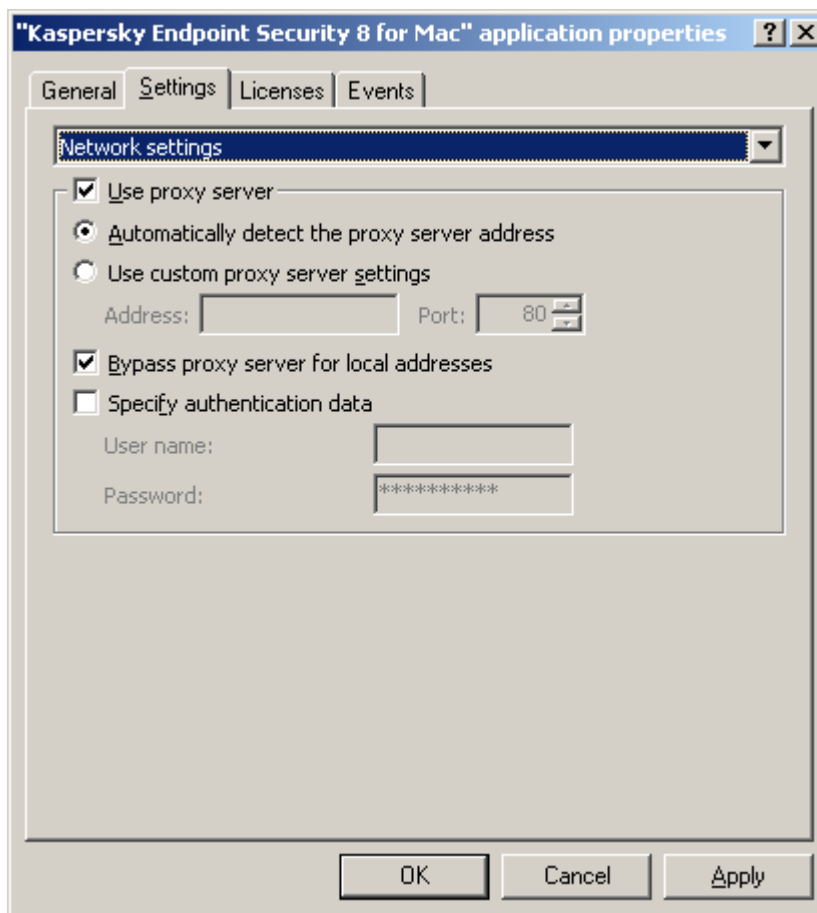 "Kaspersky Endpoint Security 8 for Mac" application properties
General Settings Licenses Events
Network settings
Use proxy server
Automatically detect the proxy server address
Use custom proxy server settings
Address: Port: 80
Bypass proxy server for local addresses
Specify authentication data
User name:
Password: **********
OK Cancel Apply